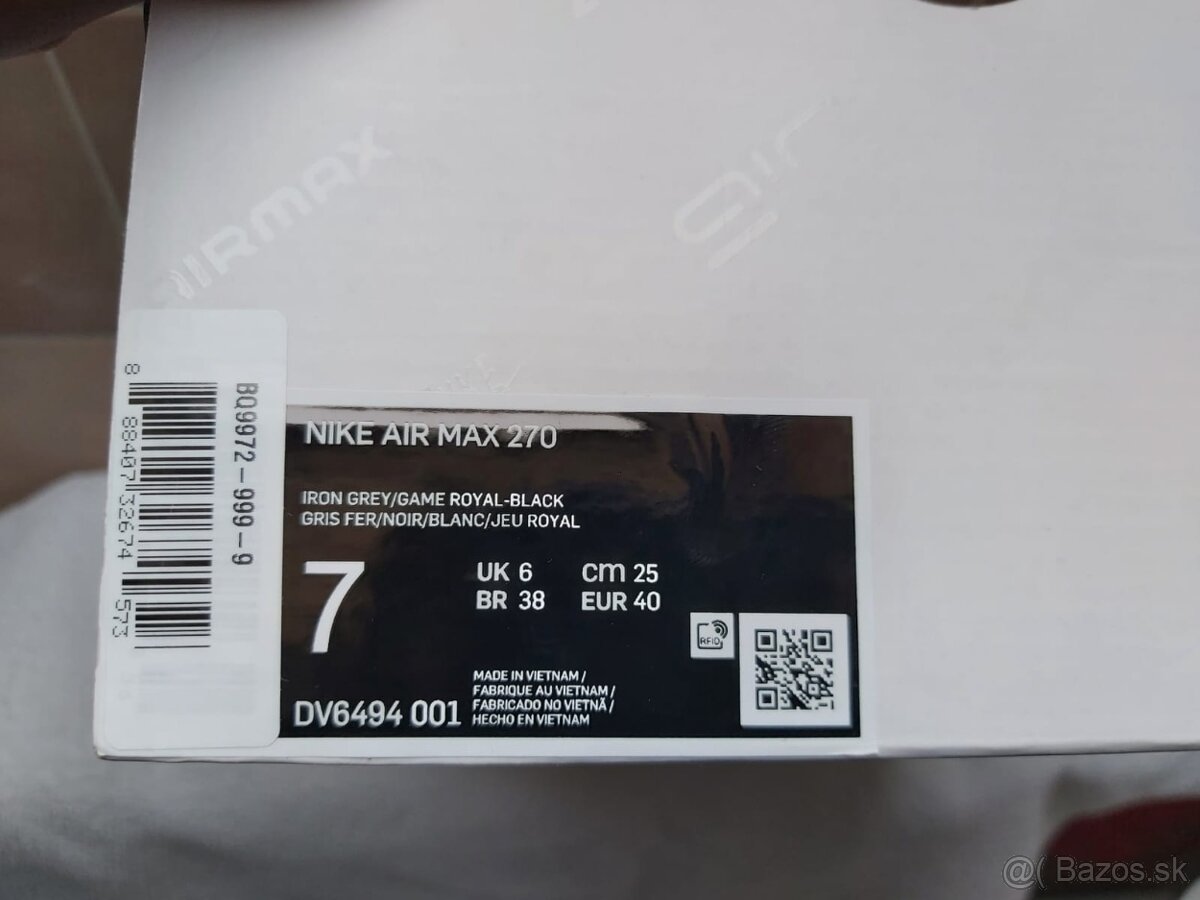 AIRMAX
air
BQ9972-999-9
8 88407 32674 573
NIKE AIR MAX 270
IRON GREY/GAME ROYAL-BLACK
GRIS FER/NOIR/BLANC/JEU ROYAL
7
UK 6 cm 25
BR 38 EUR 40
RFID
MADE IN VIETNAM /
FABRIQUE AU VIETNAM /
FABRICADO NO VIETNÃ /
HECHO EN VIETNAM
DV6494 001
@( Bazos.sk